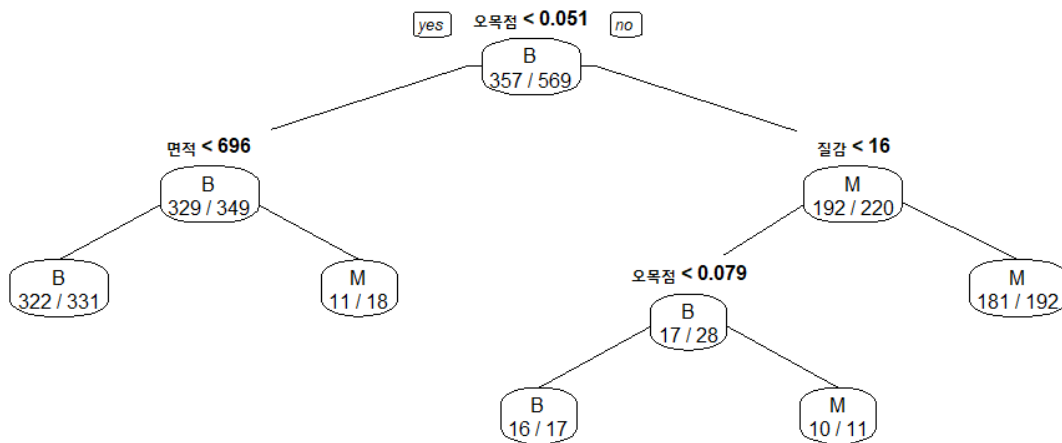 yes 오목점 < 0.051 no
B
357 / 569
면적 < 696
B
329 / 349
질감 < 16
M
192 / 220
B
322 / 331
M
11 / 18
오목점 < 0.079
B
17 / 28
M
181 / 192
B
16 / 17
M
10 / 11